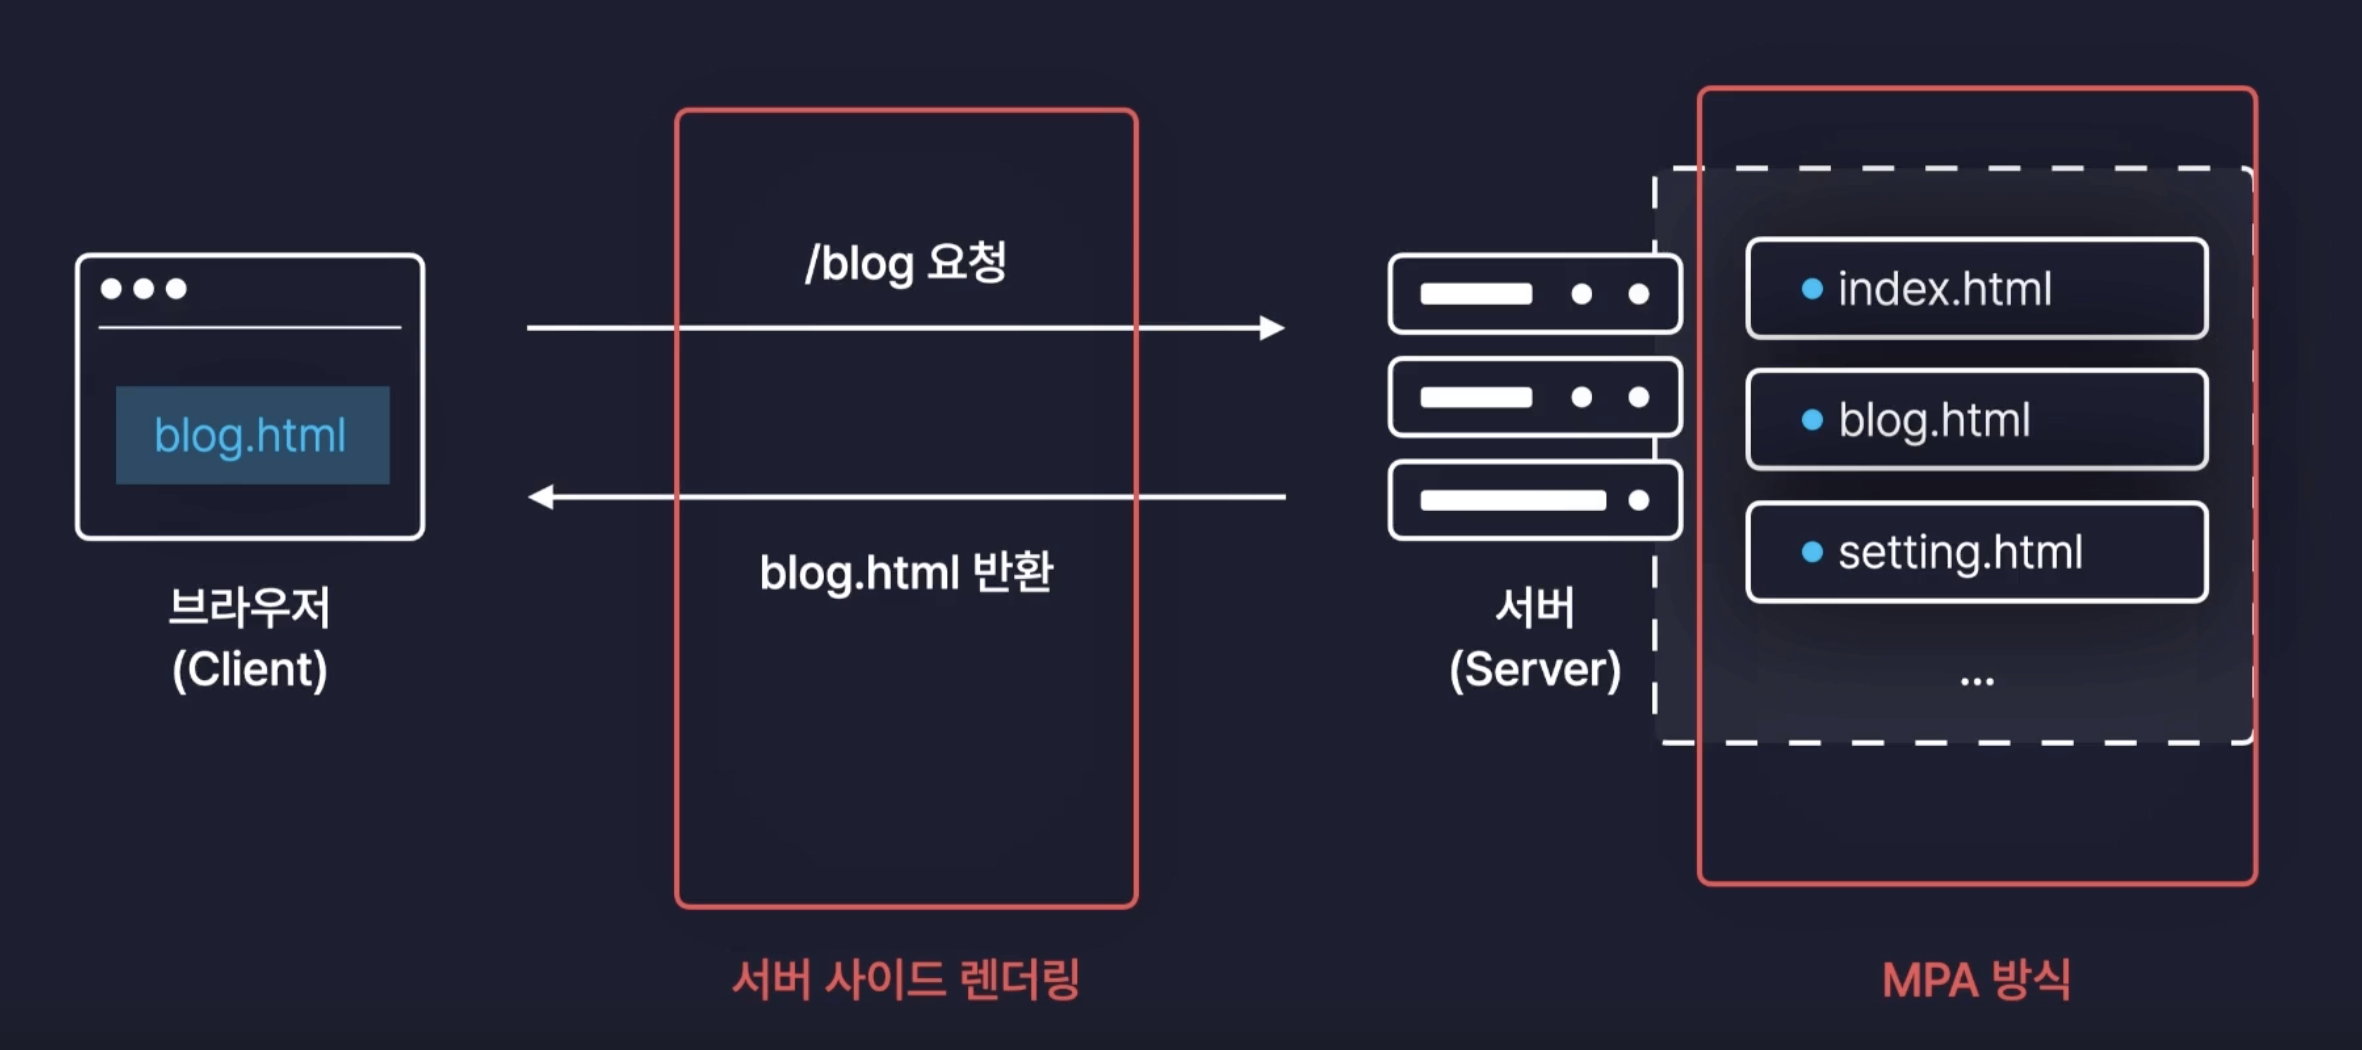 /blog 요청
blog.html
blog.html 반환
브라우저
(Client)
서버
(Server)
index.html
blog.html
setting.html
...
서버 사이드 렌더링
MPA 방식